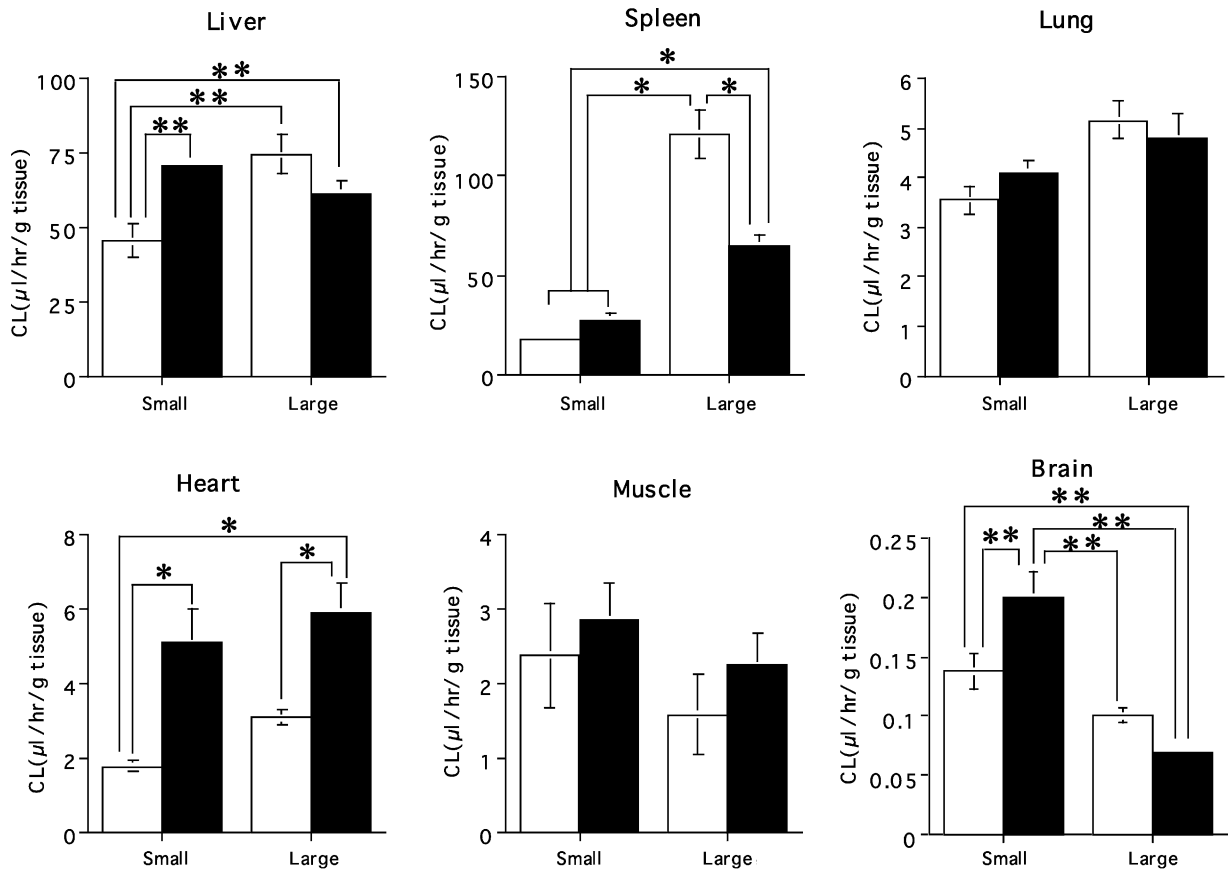 Liver
**
**
**
CL(µl/hr/g tissue)
100
75
50
25
0
Small Large
Spleen
*
* *
CL(µl/hr/g tissue)
150
100
50
0
Small Large
Lung
CL(µl/hr/g tissue)
6
5
4
3
2
1
0
Small Large
Heart
*
*
*
CL(µl/hr/g tissue)
8
6
4
2
0
Small Large
Muscle
CL(µl/hr/g tissue)
4
3
2
1
0
Small Large
Brain
**
**
** **
CL(µl/hr/g tissue)
0.25
0.2
0.15
0.1
0.05
0
Small Large